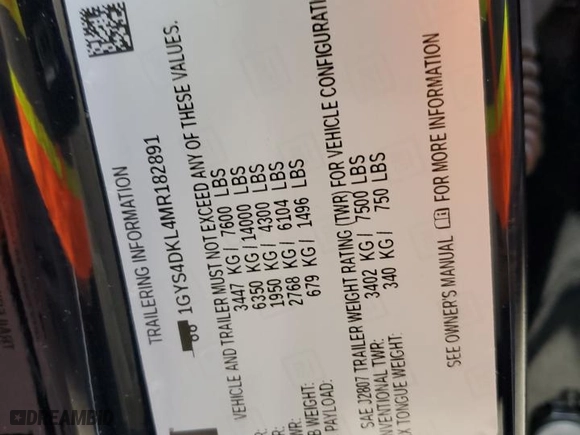 TRAILERING INFORMATION
1GYS4DKL4MR182891
VEHICLE AND TRAILER MUST NOT EXCEED ANY OF THESE VALUES.
3447 KG / 7600 LBS
6350 KG / 14000 LBS
1950 KG / 4300 LBS
WR: 2768 KG / 6104 LBS
B WEIGHT: 679 KG / 1496 LBS
PAYLOAD:
SAE J2807 TRAILER WEIGHT RATING (TWR) FOR VEHICLE CONFIGURATI
NVENTIONAL TWR: 3402 KG / 7500 LBS
X TONGUE WEIGHT: 340 KG / 750 LBS
SEE OWNER'S MANUAL FOR MORE INFORMATION
DREAMBID